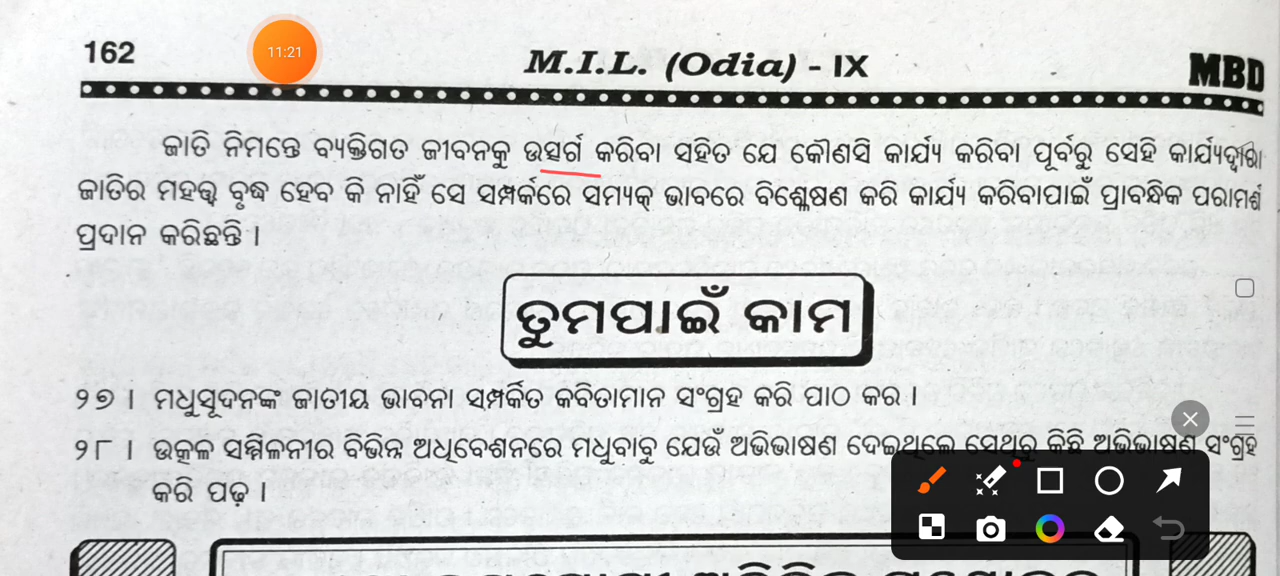 162
11:21
M.I.L. (Odia) - IX
MBD
ଜାତି ନିମନ୍ତେ ବ୍ୟକ୍ତିଗତ ଜୀବନକୁ ଉତ୍ସର୍ଗ କରିବା ସହିତ ଯେ କୌଣସି କାର୍ଯ୍ୟ କରିବା ପୂର୍ବରୁ ସେହି କାର୍ଯ୍ୟଦ୍ୱାରା
ଜାତିର ମହତ୍ତ୍ୱ ବୃଦ୍ଧି ହେବ କି ନାହିଁ ସେ ସମ୍ପର୍କରେ ସମ୍ୟକ୍ ଭାବରେ ବିଶ୍ଳେଷଣ କରି କାର୍ଯ୍ୟ କରିବାପାଇଁ ପ୍ରାବନ୍ଧିକ ପରାମର୍ଶ
ପ୍ରଦାନ କରିଛନ୍ତି ।
ତୁମପାଇଁ କାମ
୨୭ । ମଧୁସୂଦନଙ୍କ ଜାତୀୟ ଭାବନା ସମ୍ପର୍କିତ କବିତାମାନ ସଂଗ୍ରହ କରି ପାଠ କର ।
୨୮ । ଉତ୍କଳ ସମ୍ମିଳନୀର ବିଭିନ୍ନ ଅଧିବେଶନରେ ମଧୁବାବୁ ଯେଉଁ ଅଭିଭାଷଣ ଦେଇଥିଲେ ସେଥିରୁ କିଛି ଅଭିଭାଷଣ ସଂଗ୍ରହ
କରି ପଢ଼ ।